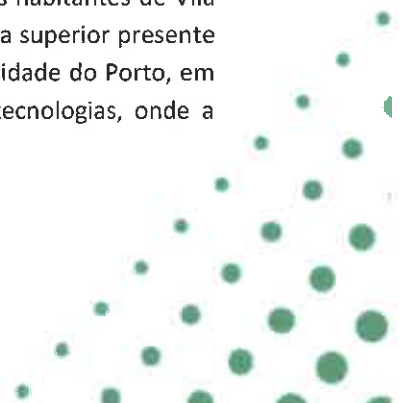 s habitantes de Vila
a superior presente
idade do Porto, em
tecnologias, onde a